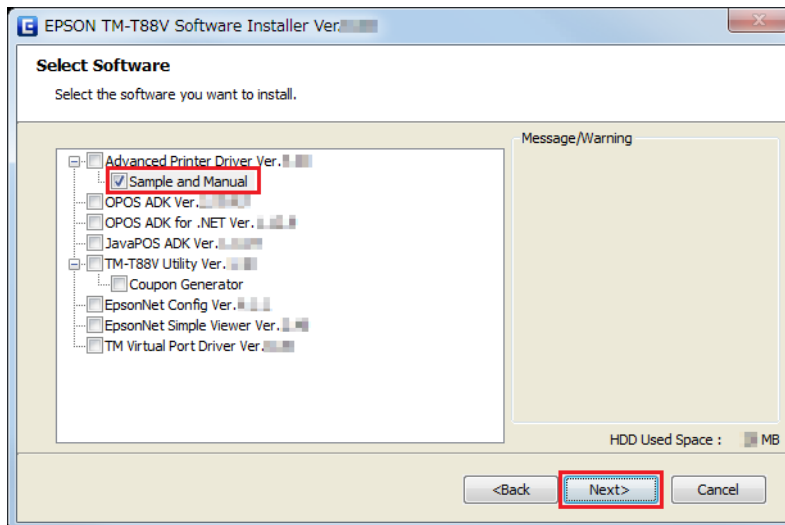 EPSON TM-T88V Software Installer Ver.
Select Software
Select the software you want to install.
Message/Warning
Advanced Printer Driver Ver.
Sample and Manual
OPOS ADK Ver.
OPOS ADK for .NET Ver.
JavaPOS ADK Ver.
TM-T88V Utility Ver.
Coupon Generator
EpsonNet Config Ver.
EpsonNet Simple Viewer Ver.
TM Virtual Port Driver Ver.
HDD Used Space : MB
<Back Next> Cancel